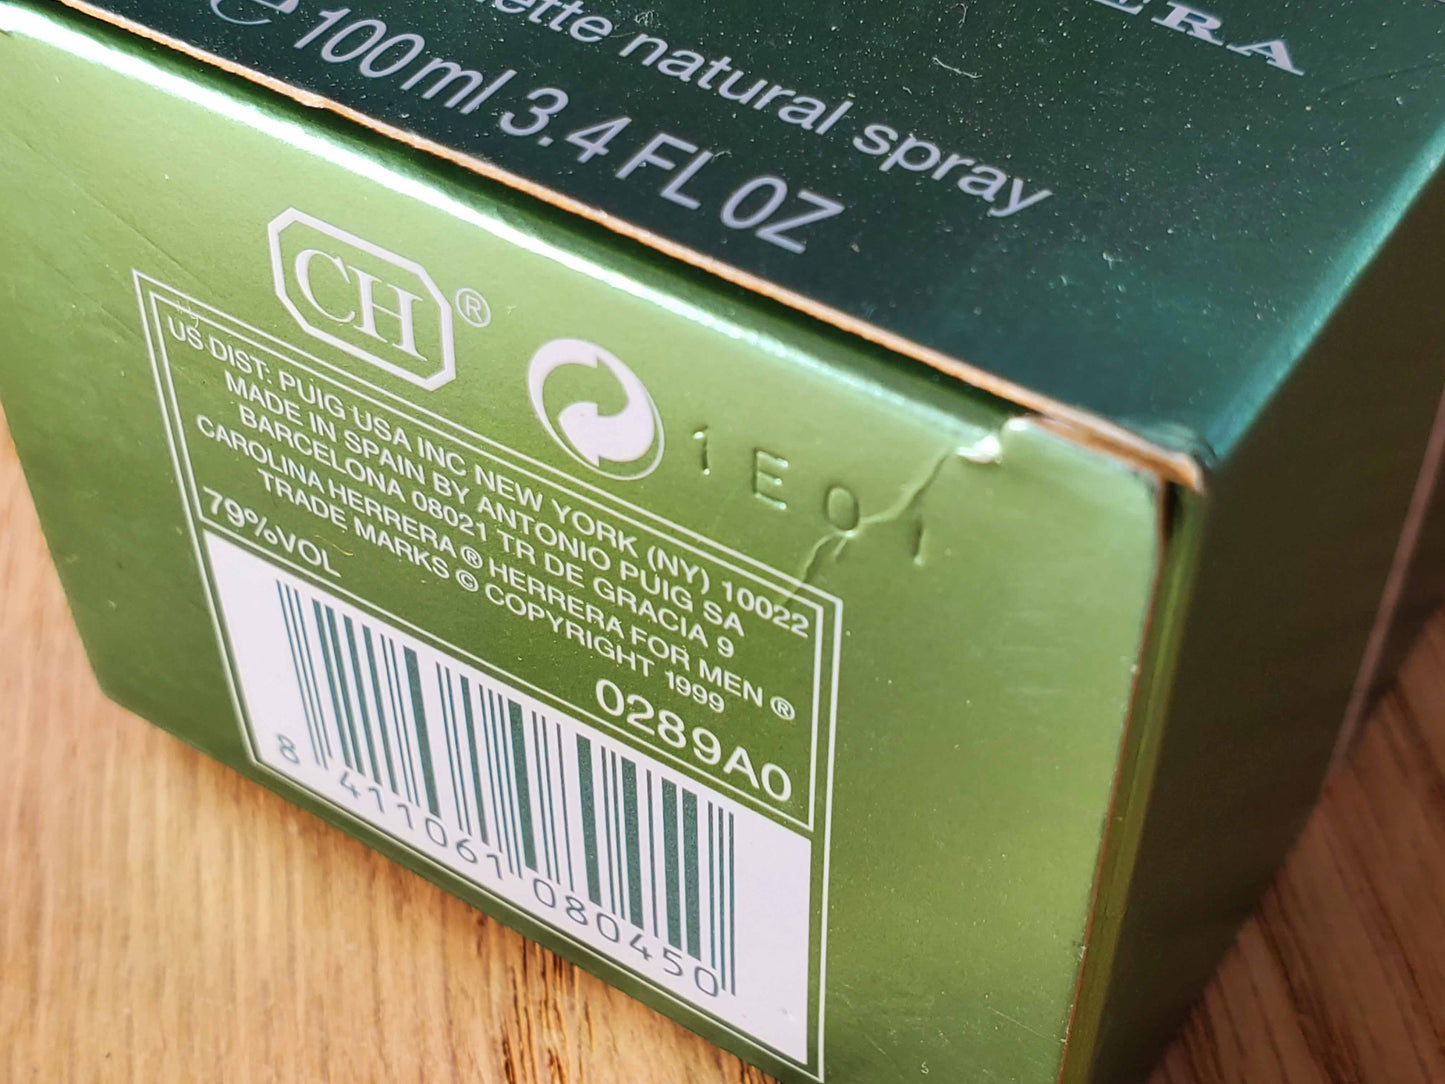 ERA
ette natural spray
e 100ml 3.4 FL OZ
CH®
1E01
US DIST: PUIG USA INC NEW YORK (NY) 10022
MADE IN SPAIN BY ANTONIO PUIG SA
BARCELONA 08021 TR DE GRACIA 9
CAROLINA HERRERA ® HERRERA FOR MEN ®
TRADE MARKS © COPYRIGHT 1999
79%VOL
0289A0
8 411061 080450